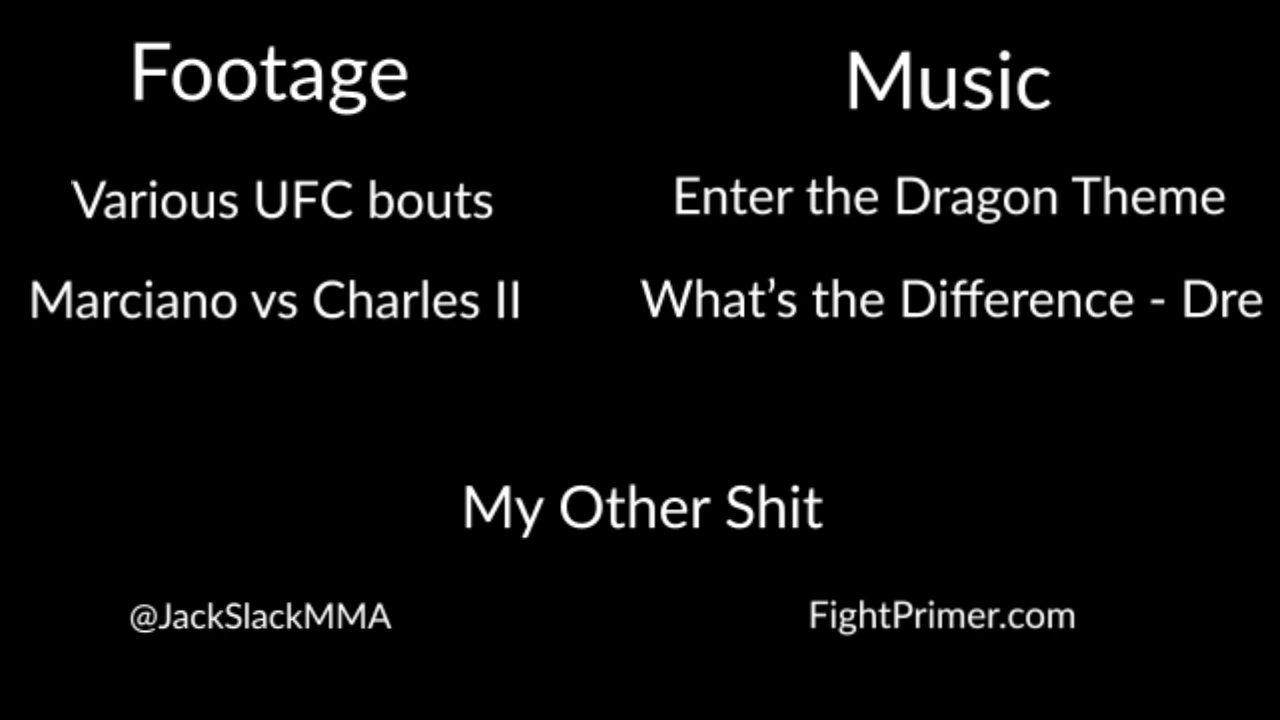 Footage
Various UFC bouts
Marciano vs Charles II
Music
Enter the Dragon Theme
What’s the Difference - Dre
My Other Shit
@JackSlackMMA
FightPrimer.com